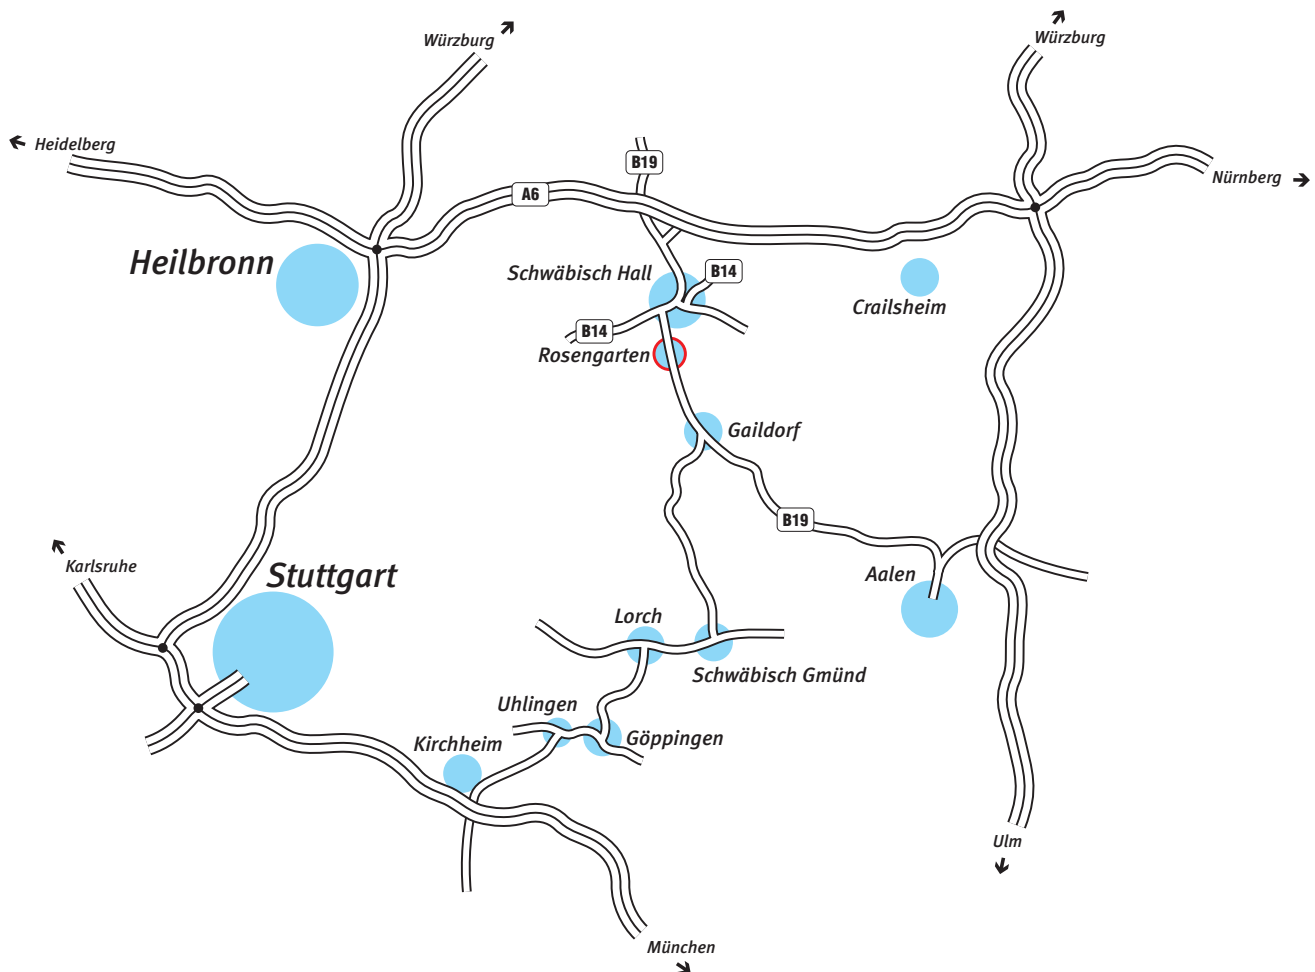 Würzburg
Würzburg
Heidelberg
B19
Nürnberg
A6
Heilbronn
Schwäbisch Hall
B14
Crailsheim
B14
Rosengarten
Gaildorf
B19
Karlsruhe
Stuttgart
Aalen
Lorch
Schwäbisch Gmünd
Uhlingen
Göppingen
Kirchheim
Ulm
München